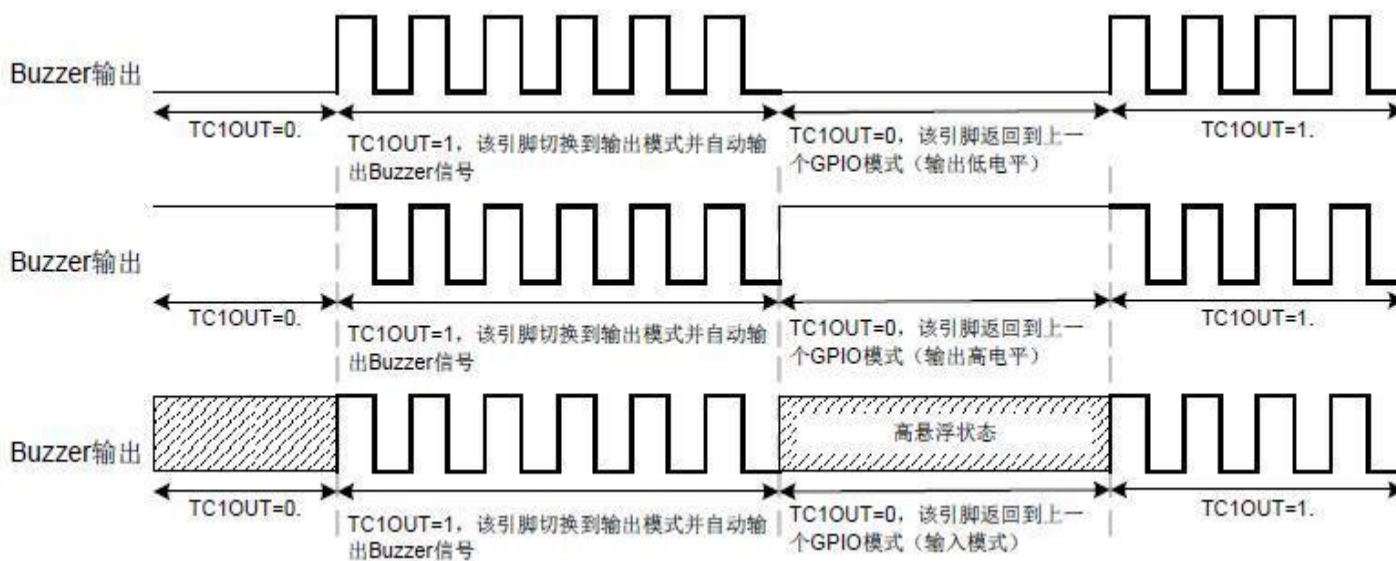 Buzzer输出
TC1OUT=0.
TC1OUT=1，该引脚切换到输出模式并自动输
出Buzzer信号
TC1OUT=0，该引脚返回到上一
个GPIO模式（输出低电平）
TC1OUT=1.
Buzzer输出
TC1OUT=0.
TC1OUT=1，该引脚切换到输出模式并自动输
出Buzzer信号
TC1OUT=0，该引脚返回到上一
个GPIO模式（输出高电平）
TC1OUT=1.
Buzzer输出
高悬浮状态
TC1OUT=0.
TC1OUT=1，该引脚切换到输出模式并自动输
出Buzzer信号
TC1OUT=0，该引脚返回到上一
个GPIO模式（输入模式）
TC1OUT=1.